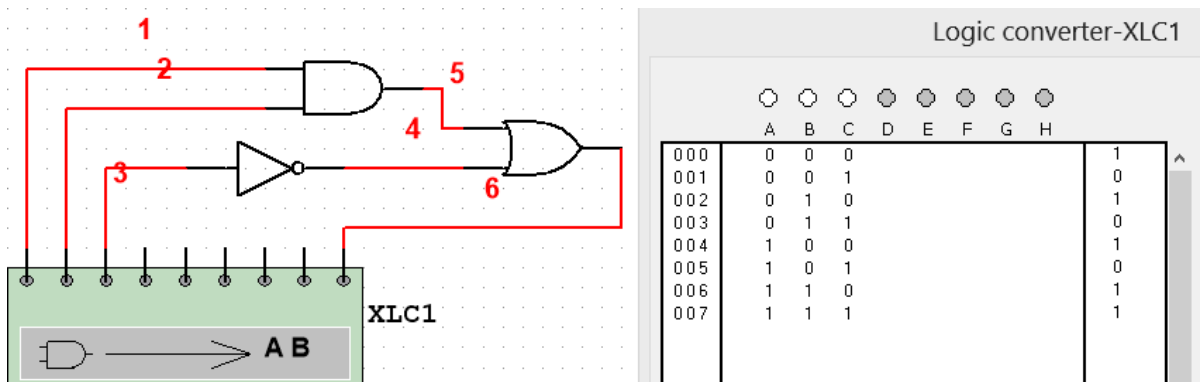 1
2
5
4
3
6
XLC1
A B
Logic converter-XLC1
A B C D E F G H
000 0 0 0 1
001 0 0 1 0
002 0 1 0 1
003 0 1 1 0
004 1 0 0 1
005 1 0 1 0
006 1 1 0 1
007 1 1 1 1